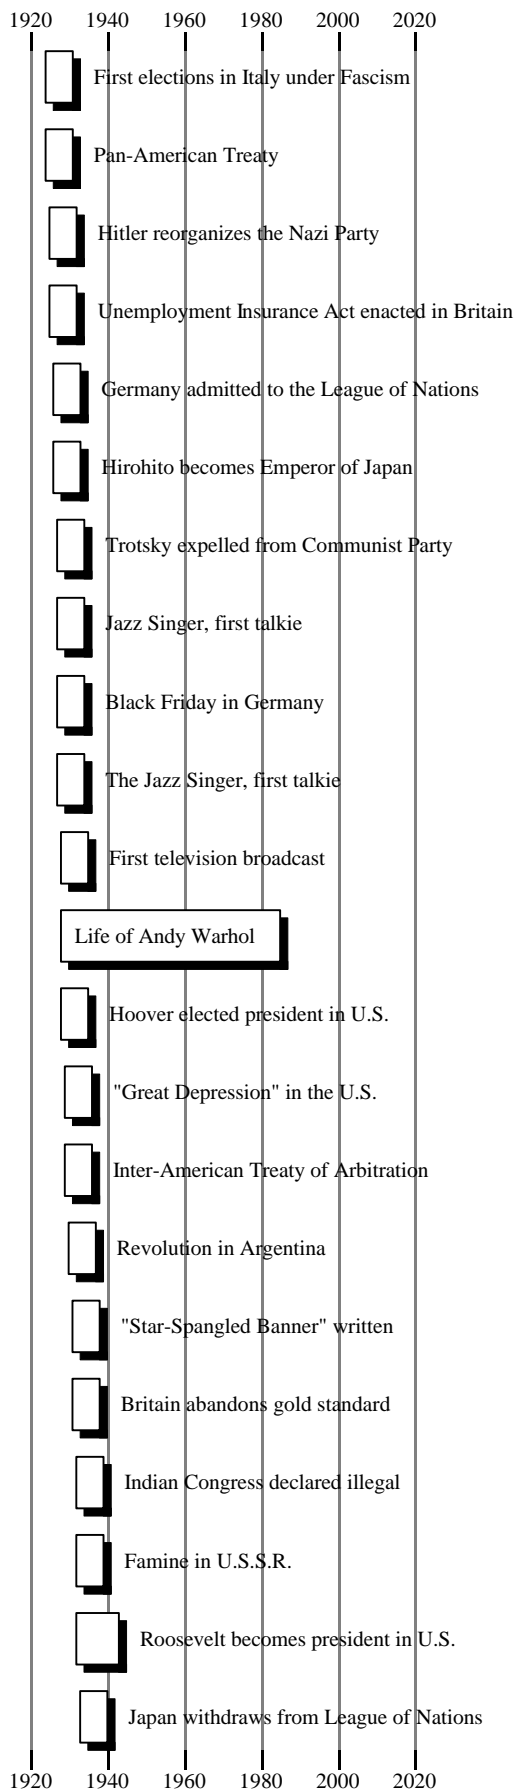 1920 1940 1960 1980 2000 2020
First elections in Italy under Fascism
Pan-American Treaty
Hitler reorganizes the Nazi Party
Unemployment Insurance Act enacted in Britain
Germany admitted to the League of Nations
Hirohito becomes Emperor of Japan
Trotsky expelled from Communist Party
Jazz Singer, first talkie
Black Friday in Germany
The Jazz Singer, first talkie
First television broadcast
Life of Andy Warhol
Hoover elected president in U.S.
"Great Depression" in the U.S.
Inter-American Treaty of Arbitration
Revolution in Argentina
"Star-Spangled Banner" written
Britain abandons gold standard
Indian Congress declared illegal
Famine in U.S.S.R.
Roosevelt becomes president in U.S.
Japan withdraws from League of Nations
1920 1940 1960 1980 2000 2020